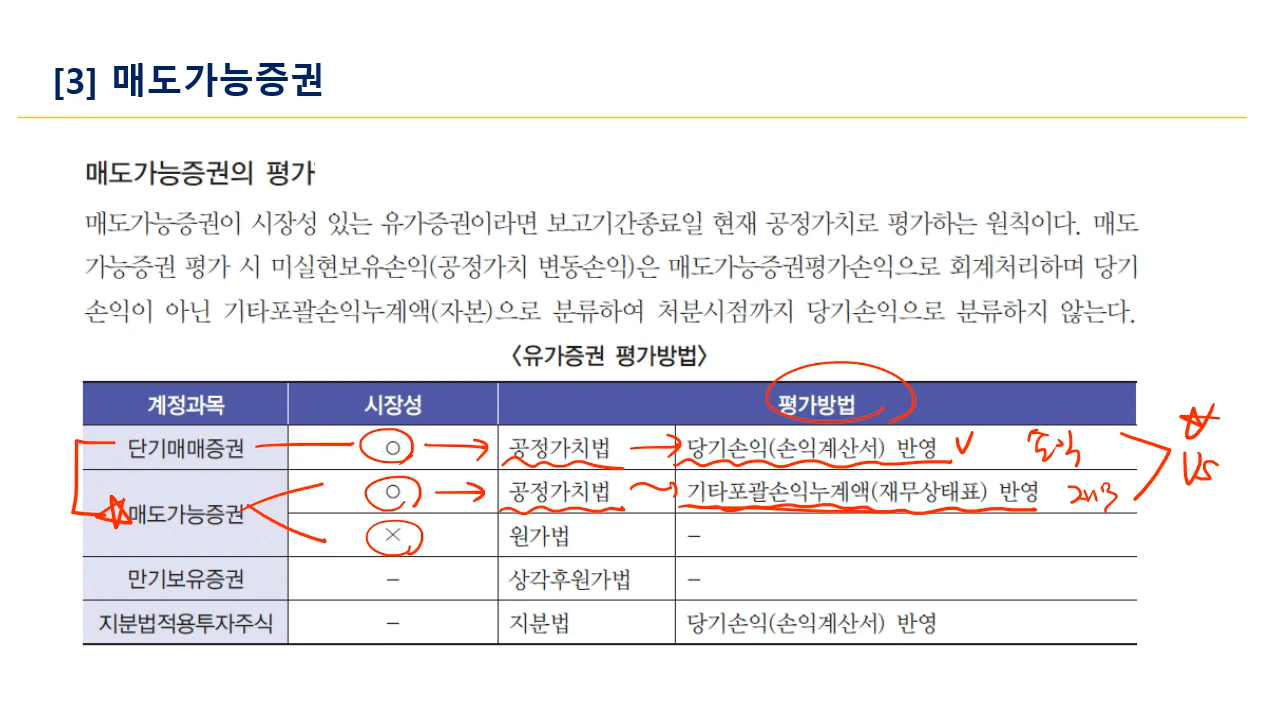 [3] 매도가능증권
매도가능증권의 평가
매도가능증권이 시장성 있는 유가증권이라면 보고기간종료일 현재 공정가치로 평가하는 원칙이다. 매도
가능증권 평가 시 미실현보유손익(공정가치 변동손익)은 매도가능증권평가손익으로 회계처리하며 당기
손익이 아닌 기타포괄손익누계액(자본)으로 분류하여 처분시점까지 당기손익으로 분류하지 않는다.
〈유가증권 평가방법〉
계정과목 시장성 평가방법
단기매매증권 ○ 공정가치법 당기손익(손익계산서) 반영
매도가능증권 ○ 공정가치법 기타포괄손익누계액(재무상태표) 반영
× 원가법 −
만기보유증권 − 상각후원가법 −
지분법적용투자주식 − 지분법 당기손익(손익계산서) 반영
VS